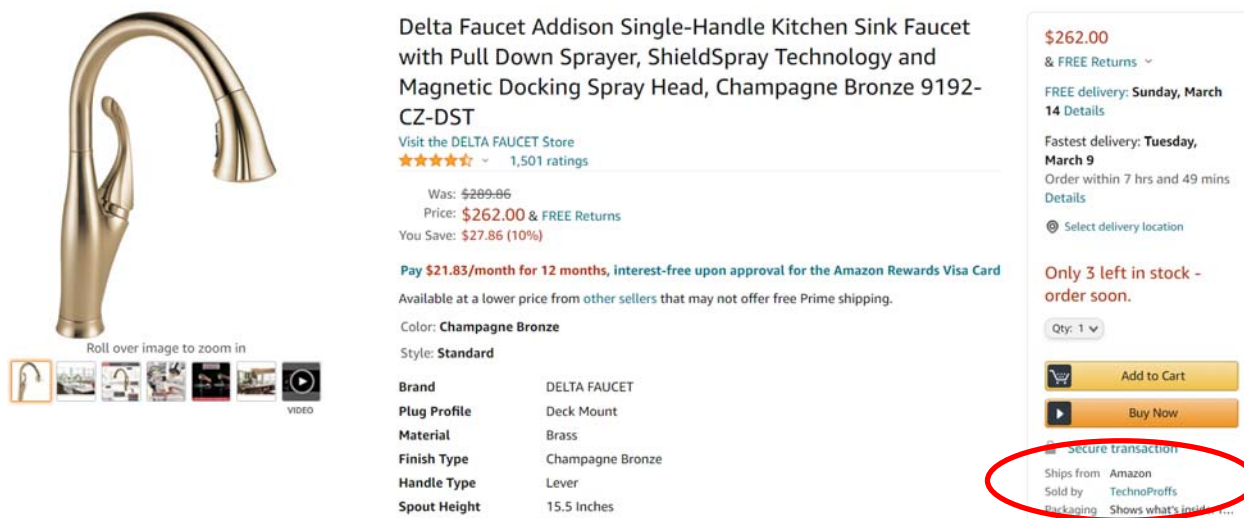 Delta Faucet Addison Single-Handle Kitchen Sink Faucet
with Pull Down Sprayer, ShieldSpray Technology and
Magnetic Docking Spray Head, Champagne Bronze 9192-
CZ-DST
Visit the DELTA FAUCET Store
1,501 ratings
Was: $289.86
Price: $262.00 & FREE Returns
You Save: $27.86 (10%)
Pay $21.83/month for 12 months, interest-free upon approval for the Amazon Rewards Visa Card
Available at a lower price from other sellers that may not offer free Prime shipping.
Color: Champagne Bronze
Style: Standard
Brand DELTA FAUCET
Plug Profile Deck Mount
Material Brass
Finish Type Champagne Bronze
Handle Type Lever
Spout Height 15.5 Inches
Roll over image to zoom in
VIDEO
$262.00
& FREE Returns
FREE delivery: Sunday, March
14 Details
Fastest delivery: Tuesday,
March 9
Order within 7 hrs and 49 mins
Details
Select delivery location
Only 3 left in stock -
order soon.
Qty: 1
Add to Cart
Buy Now
Secure transaction
Ships from Amazon
Sold by TechnoProffs
Packaging Shows what's inside